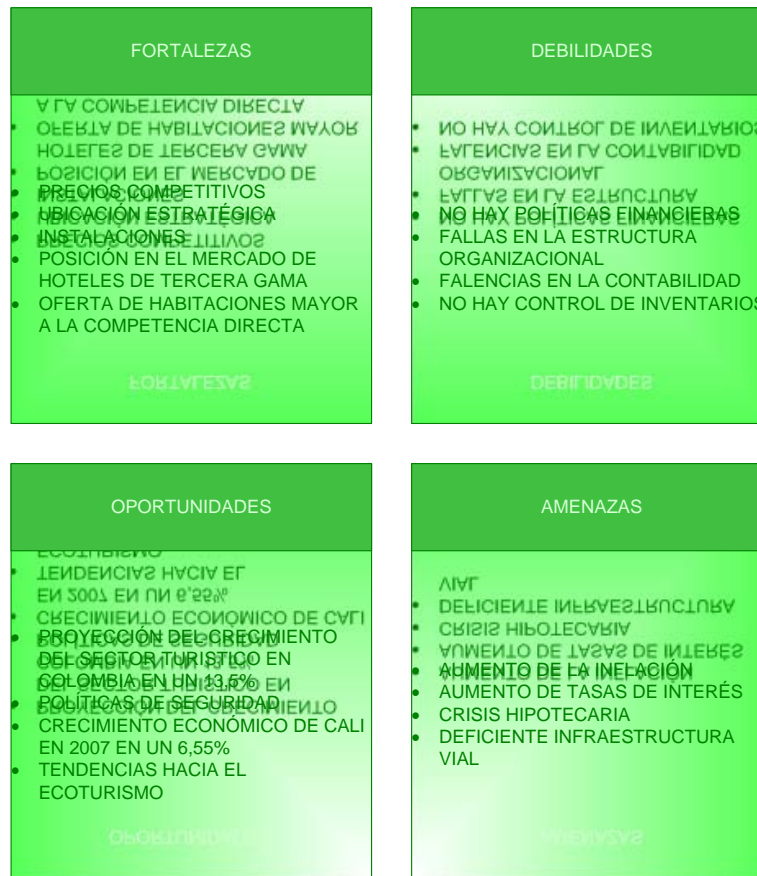 FORTALEZAS
• PRECIOS COMPETITIVOS
• UBICACIÓN ESTRATÉGICA
• INSTALACIONES
• POSICIÓN EN EL MERCADO DE
HOTELES DE TERCERA GAMA
• OFERTA DE HABITACIONES MAYOR
A LA COMPETENCIA DIRECTA
DEBILIDADES
• NO HAY POLÍTICAS FINANCIERAS
• FALLAS EN LA ESTRUCTURA
ORGANIZACIONAL
• FALENCIAS EN LA CONTABILIDAD
• NO HAY CONTROL DE INVENTARIOS
OPORTUNIDADES
• PROYECCIÓN DEL CRECIMIENTO
DEL SECTOR TURISTICO EN
COLOMBIA EN UN 13,5%
• POLÍTICAS DE SEGURIDAD
• CRECIMIENTO ECONÓMICO DE CALI
EN 2007 EN UN 6,55%
• TENDENCIAS HACIA EL
ECOTURISMO
AMENAZAS
• AUMENTO DE LA INFLACIÓN
• AUMENTO DE TASAS DE INTERÉS
• CRISIS HIPOTECARIA
• DEFICIENTE INFRAESTRUCTURA
VIAL